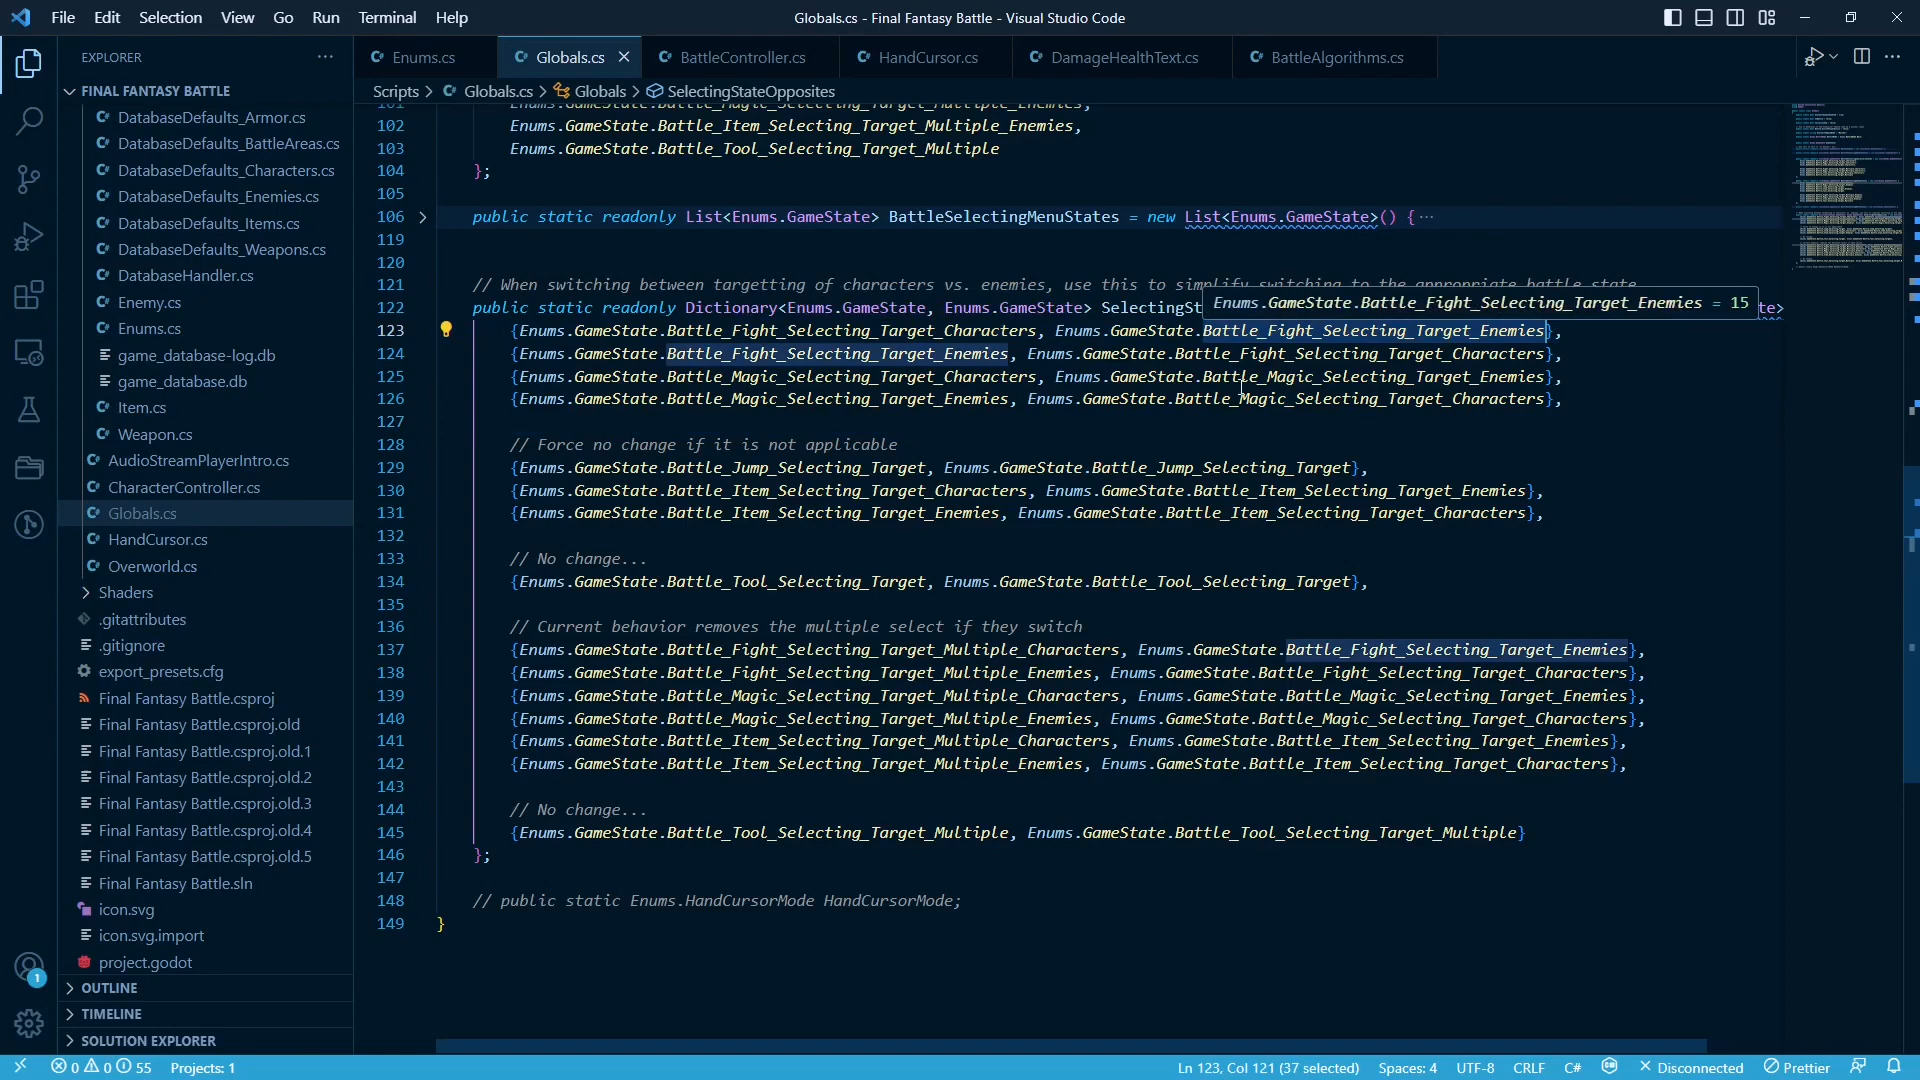 File Edit Selection View Go Run Terminal Help
Globals.cs - Final Fantasy Battle - Visual Studio Code
EXPLORER
FINAL FANTASY BATTLE
DatabaseDefaults_Armor.cs
DatabaseDefaults_BattleAreas.cs
DatabaseDefaults_Characters.cs
DatabaseDefaults_Enemies.cs
DatabaseDefaults_Items.cs
DatabaseDefaults_Weapons.cs
DatabaseHandler.cs
Enemy.cs
Enums.cs
game_database-log.db
game_database.db
Item.cs
Weapon.cs
AudioStreamPlayerIntro.cs
CharacterController.cs
Globals.cs
HandCursor.cs
Overworld.cs
Shaders
.gitattributes
.gitignore
export_presets.cfg
Final Fantasy Battle.csproj
Final Fantasy Battle.csproj.old
Final Fantasy Battle.csproj.old.1
Final Fantasy Battle.csproj.old.2
Final Fantasy Battle.csproj.old.3
Final Fantasy Battle.csproj.old.4
Final Fantasy Battle.csproj.old.5
Final Fantasy Battle.sln
icon.svg
icon.svg.import
project.godot
OUTLINE
TIMELINE
SOLUTION EXPLORER
1
Enums.cs Globals.cs BattleController.cs HandCursor.cs DamageHealthText.cs BattleAlgorithms.cs
Scripts > Globals.cs > Globals > SelectingStateOpposites
101 Enums.GameState.Battle_Magic_Selecting_Target_Multiple_Enemies,
102 Enums.GameState.Battle_Item_Selecting_Target_Multiple_Enemies,
103 Enums.GameState.Battle_Tool_Selecting_Target_Multiple
104 };
105
106 public static readonly List<Enums.GameState> BattleSelectingMenuStates = new List<Enums.GameState>() {···
119
120
121 // When switching between targetting of characters vs. enemies, use this to simplify switching to the appropriate battle state
122 public static readonly Dictionary<Enums.GameState, Enums.GameState> SelectingSt te>
Enums.GameState.Battle_Fight_Selecting_Target_Enemies = 15
123 {Enums.GameState.Battle_Fight_Selecting_Target_Characters, Enums.GameState.Battle_Fight_Selecting_Target_Enemies},
124 {Enums.GameState.Battle_Fight_Selecting_Target_Enemies, Enums.GameState.Battle_Fight_Selecting_Target_Characters},
125 {Enums.GameState.Battle_Magic_Selecting_Target_Characters, Enums.GameState.Battle_Magic_Selecting_Target_Enemies},
126 {Enums.GameState.Battle_Magic_Selecting_Target_Enemies, Enums.GameState.Battle_Magic_Selecting_Target_Characters},
127
128 // Force no change if it is not applicable
129 {Enums.GameState.Battle_Jump_Selecting_Target, Enums.GameState.Battle_Jump_Selecting_Target},
130 {Enums.GameState.Battle_Item_Selecting_Target_Characters, Enums.GameState.Battle_Item_Selecting_Target_Enemies},
131 {Enums.GameState.Battle_Item_Selecting_Target_Enemies, Enums.GameState.Battle_Item_Selecting_Target_Characters},
132
133 // No change...
134 {Enums.GameState.Battle_Tool_Selecting_Target, Enums.GameState.Battle_Tool_Selecting_Target},
135
136 // Current behavior removes the multiple select if they switch
137 {Enums.GameState.Battle_Fight_Selecting_Target_Multiple_Characters, Enums.GameState.Battle_Fight_Selecting_Target_Enemies},
138 {Enums.GameState.Battle_Fight_Selecting_Target_Multiple_Enemies, Enums.GameState.Battle_Fight_Selecting_Target_Characters},
139 {Enums.GameState.Battle_Magic_Selecting_Target_Multiple_Characters, Enums.GameState.Battle_Magic_Selecting_Target_Enemies},
140 {Enums.GameState.Battle_Magic_Selecting_Target_Multiple_Enemies, Enums.GameState.Battle_Magic_Selecting_Target_Characters},
141 {Enums.GameState.Battle_Item_Selecting_Target_Multiple_Characters, Enums.GameState.Battle_Item_Selecting_Target_Enemies},
142 {Enums.GameState.Battle_Item_Selecting_Target_Multiple_Enemies, Enums.GameState.Battle_Item_Selecting_Target_Characters},
143
144 // No change...
145 {Enums.GameState.Battle_Tool_Selecting_Target_Multiple, Enums.GameState.Battle_Tool_Selecting_Target_Multiple}
146 };
147
148 // public static Enums.HandCursorMode HandCursorMode;
149 }
0 0 55 Projects: 1 Ln 123, Col 121 (37 selected) Spaces: 4 UTF-8 CRLF C# Disconnected Prettier